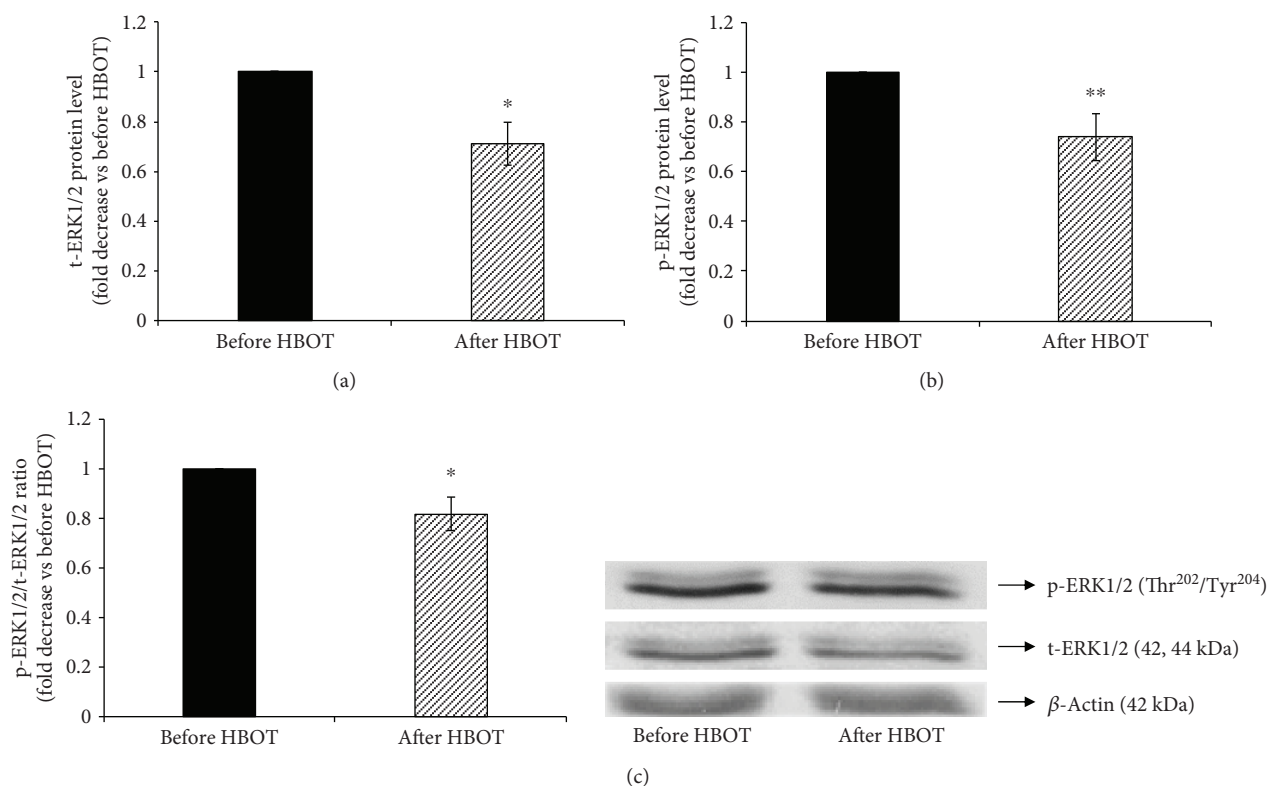 t-ERK1/2 protein level
(fold decrease vs before HBOT)
1.2
1
0.8
0.6
0.4
0.2
0
*
Before HBOT
After HBOT
(a)
p-ERK1/2 protein level
(fold decrease vs before HBOT)
1.2
1
0.8
0.6
0.4
0.2
0
**
Before HBOT
After HBOT
(b)
p-ERK1/2/t-ERK1/2 ratio
(fold decrease vs before HBOT)
1.2
1
0.8
0.6
0.4
0.2
0
*
Before HBOT
After HBOT
p-ERK1/2 (Thr²⁰²/Tyr²⁰⁴)
t-ERK1/2 (42, 44 kDa)
β-Actin (42 kDa)
Before HBOT
After HBOT
(c)